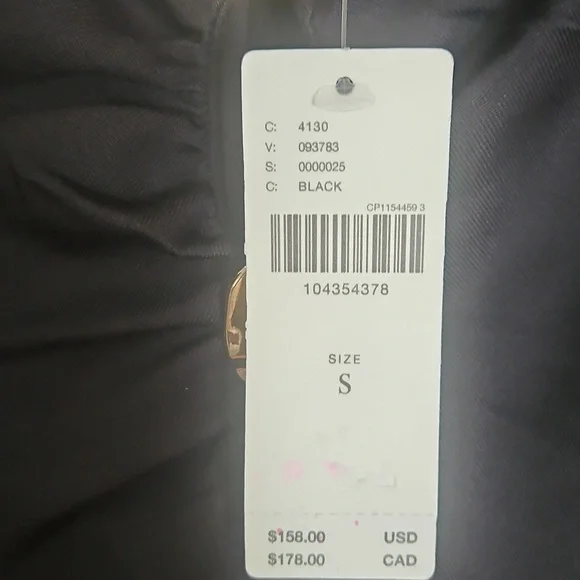 C: 4130
V: 093783
S: 0000025
C: BLACK
CP1154459 3
104354378
SIZE
S
$158.00 USD
$178.00 CAD